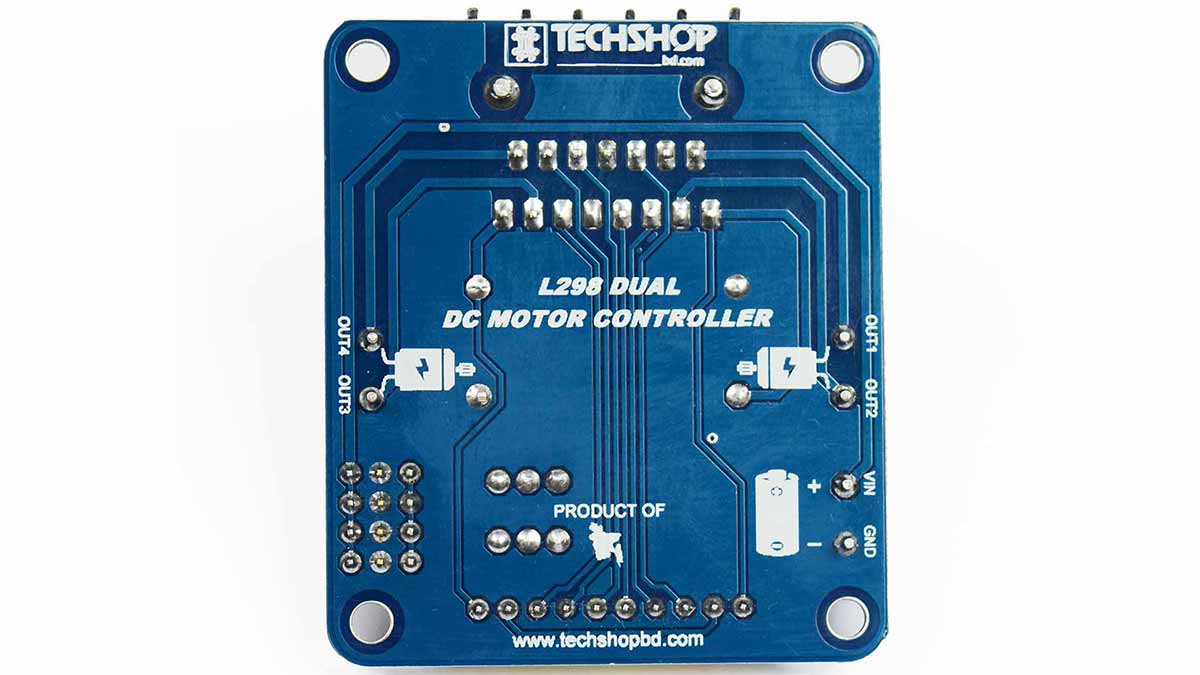 TECHSHOP
bd.com
L298 DUAL
DC MOTOR CONTROLLER
OUT4
OUT3
OUT1
OUT2
+ VIN
− GND
PRODUCT OF
www.techshopbd.com